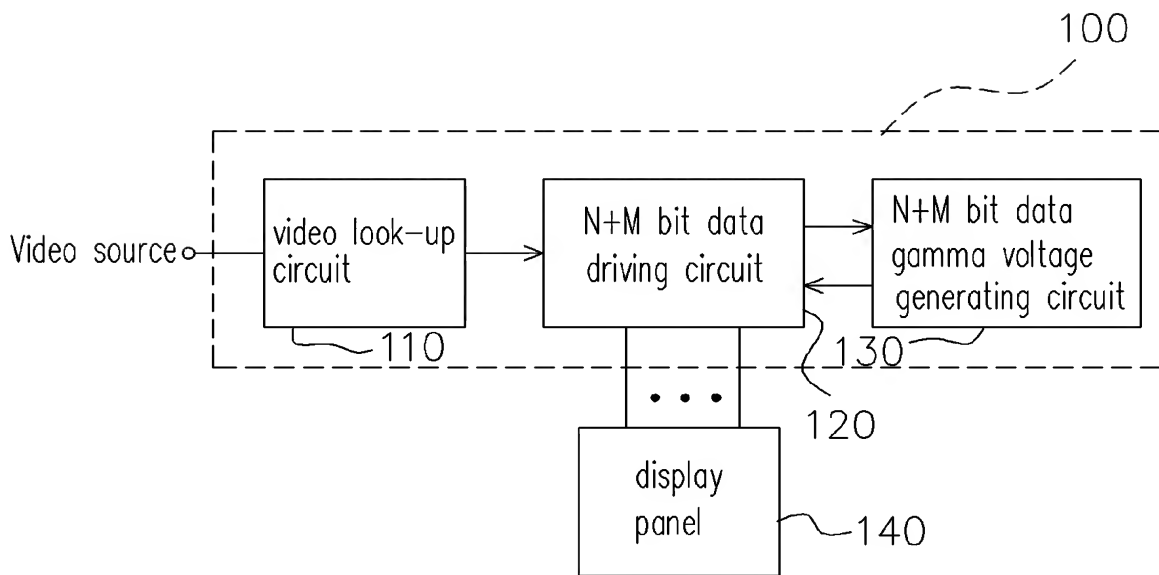 100
Video source
video look-up
circuit
N+M bit data
driving circuit
N+M bit data
gamma voltage
generating circuit
110
130
120
display
panel
140